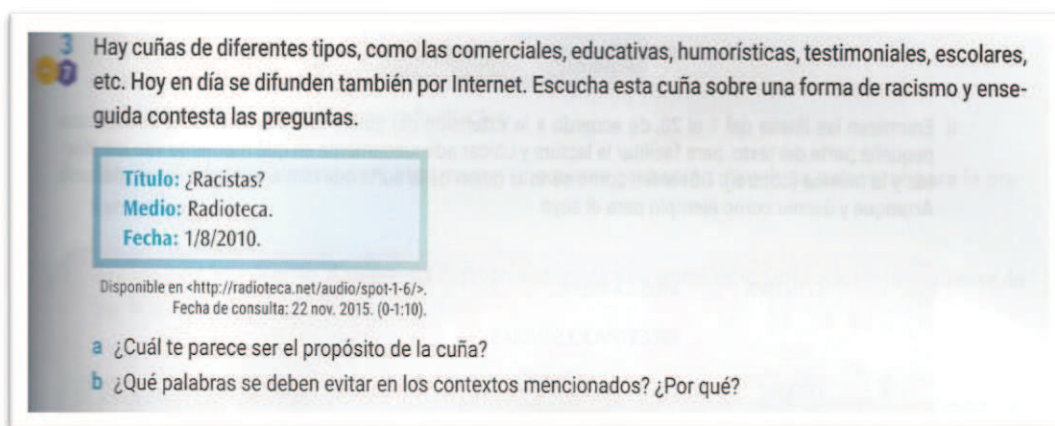 3 Hay cuñas de diferentes tipos, como las comerciales, educativas, humorísticas, testimoniales, escolares,
7 etc. Hoy en día se difunden también por Internet. Escucha esta cuña sobre una forma de racismo y ense-
guida contesta las preguntas.
Título: ¿Racistas?
Medio: Radioteca.
Fecha: 1/8/2010.
Disponible en <http://radioteca.net/audio/spot-1-6/>.
Fecha de consulta: 22 nov. 2015. (0-1:10).
a ¿Cuál te parece ser el propósito de la cuña?
b ¿Qué palabras se deben evitar en los contextos mencionados? ¿Por qué?